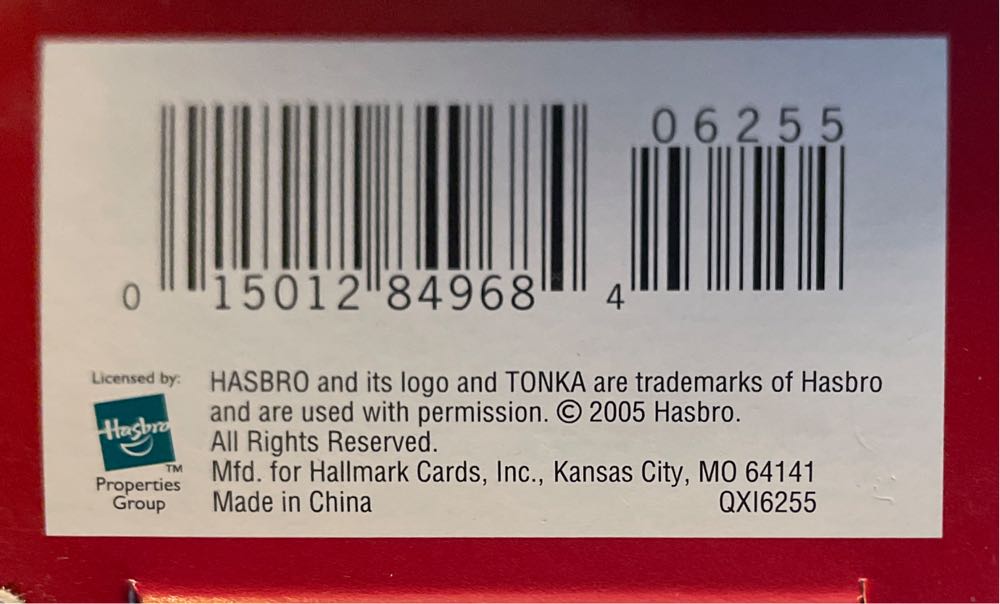 06255
0 15012 84968 4
Licensed by:
Hasbro
TM
Properties
Group
HASBRO and its logo and TONKA are trademarks of Hasbro
and are used with permission. © 2005 Hasbro.
All Rights Reserved.
Mfd. for Hallmark Cards, Inc., Kansas City, MO 64141
Made in China QXI6255